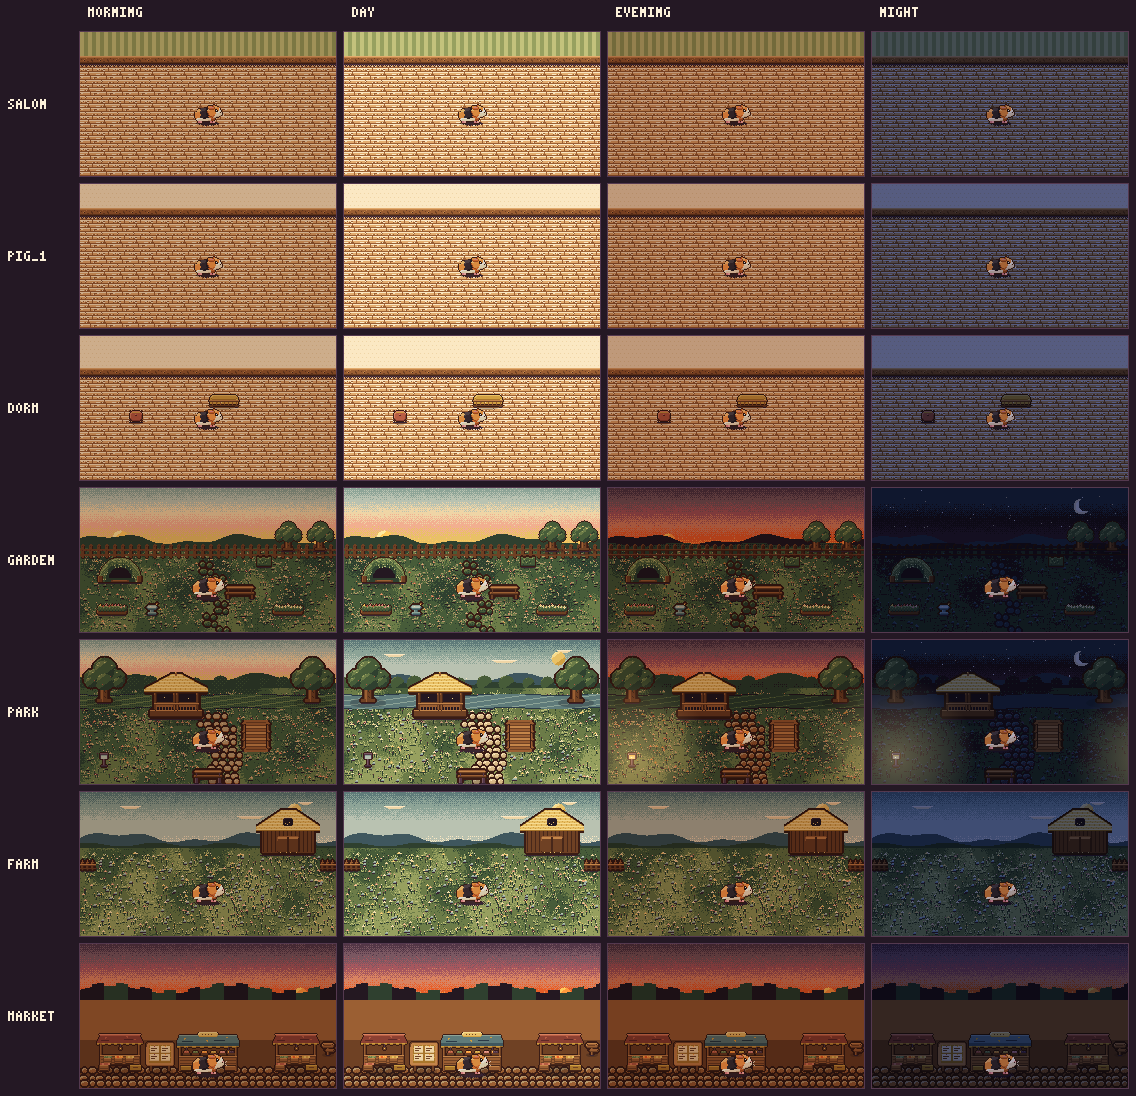 MORNING DAY EVENING NIGHT
SALON
PIG_1
DORM
GARDEN
PARK
FARM
MARKET